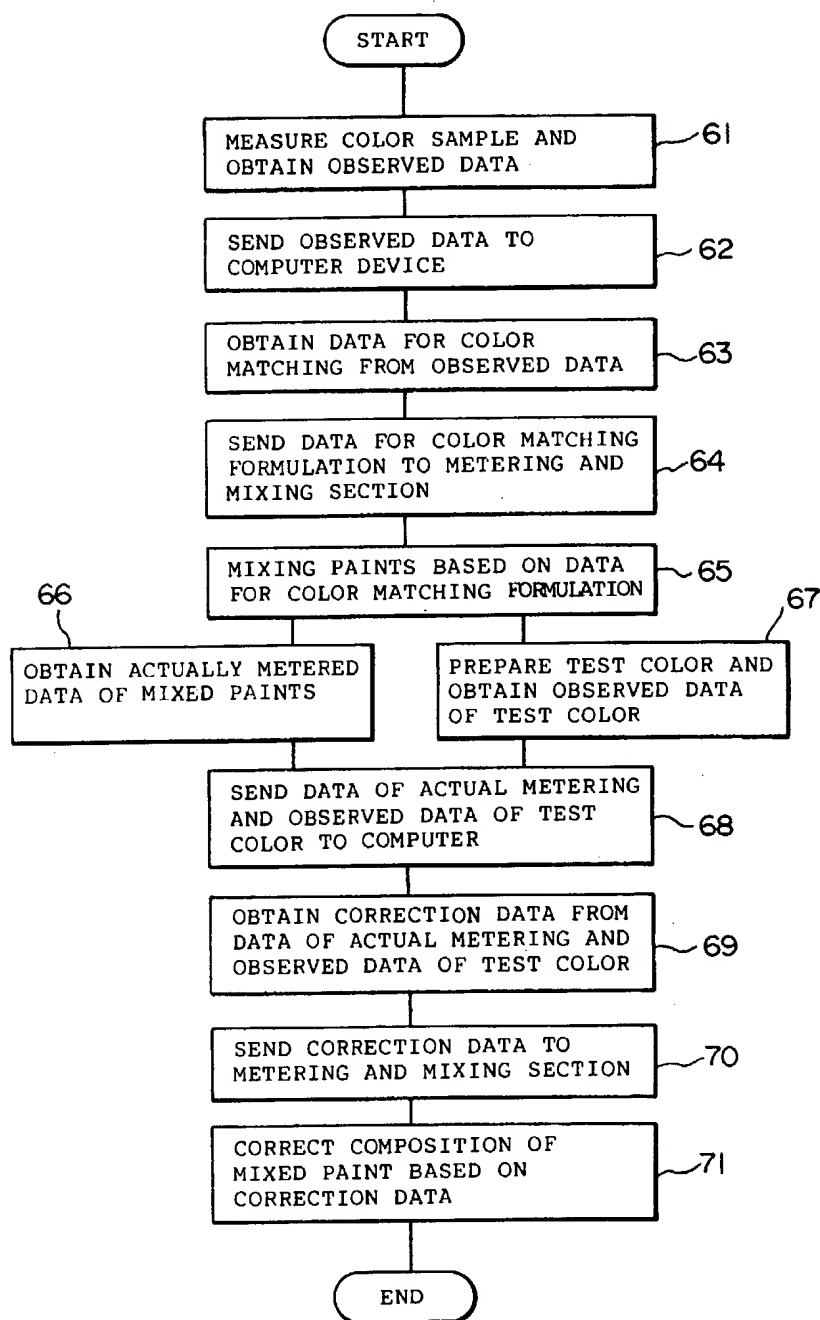 START
MEASURE COLOR SAMPLE AND
OBTAIN OBSERVED DATA
61
SEND OBSERVED DATA TO
COMPUTER DEVICE
62
OBTAIN DATA FOR COLOR
MATCHING FROM OBSERVED DATA
63
SEND DATA FOR COLOR MATCHING
FORMULATION TO METERING AND
MIXING SECTION
64
MIXING PAINTS BASED ON DATA
FOR COLOR MATCHING FORMULATION
65
66
OBTAIN ACTUALLY METERED
DATA OF MIXED PAINTS
67
PREPARE TEST COLOR AND
OBTAIN OBSERVED DATA
OF TEST COLOR
SEND DATA OF ACTUAL METERING
AND OBSERVED DATA OF TEST
COLOR TO COMPUTER
68
OBTAIN CORRECTION DATA FROM
DATA OF ACTUAL METERING AND
OBSERVED DATA OF TEST COLOR
69
SEND CORRECTION DATA TO
METERING AND MIXING SECTION
70
CORRECT COMPOSITION OF
MIXED PAINT BASED ON
CORRECTION DATA
71
END